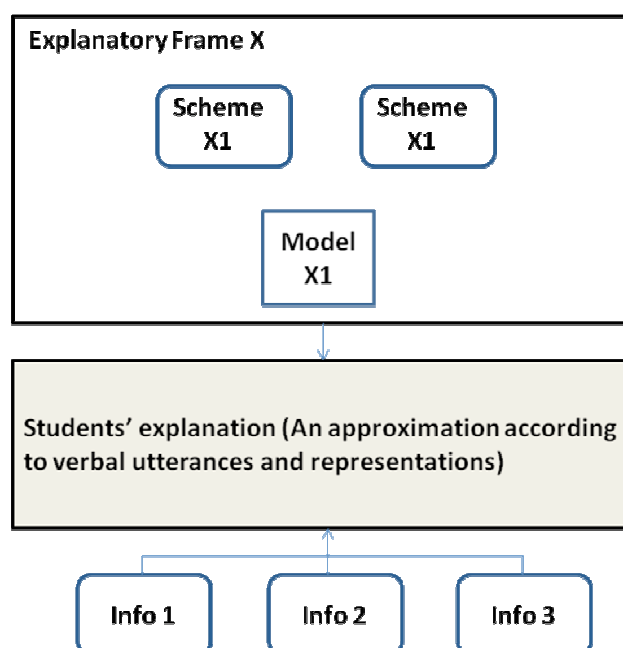 Explanatory Frame X
Scheme
X1
Scheme
X1
Model
X1
Students' explanation (An approximation according
to verbal utterances and representations)
Info 1
Info 2
Info 3